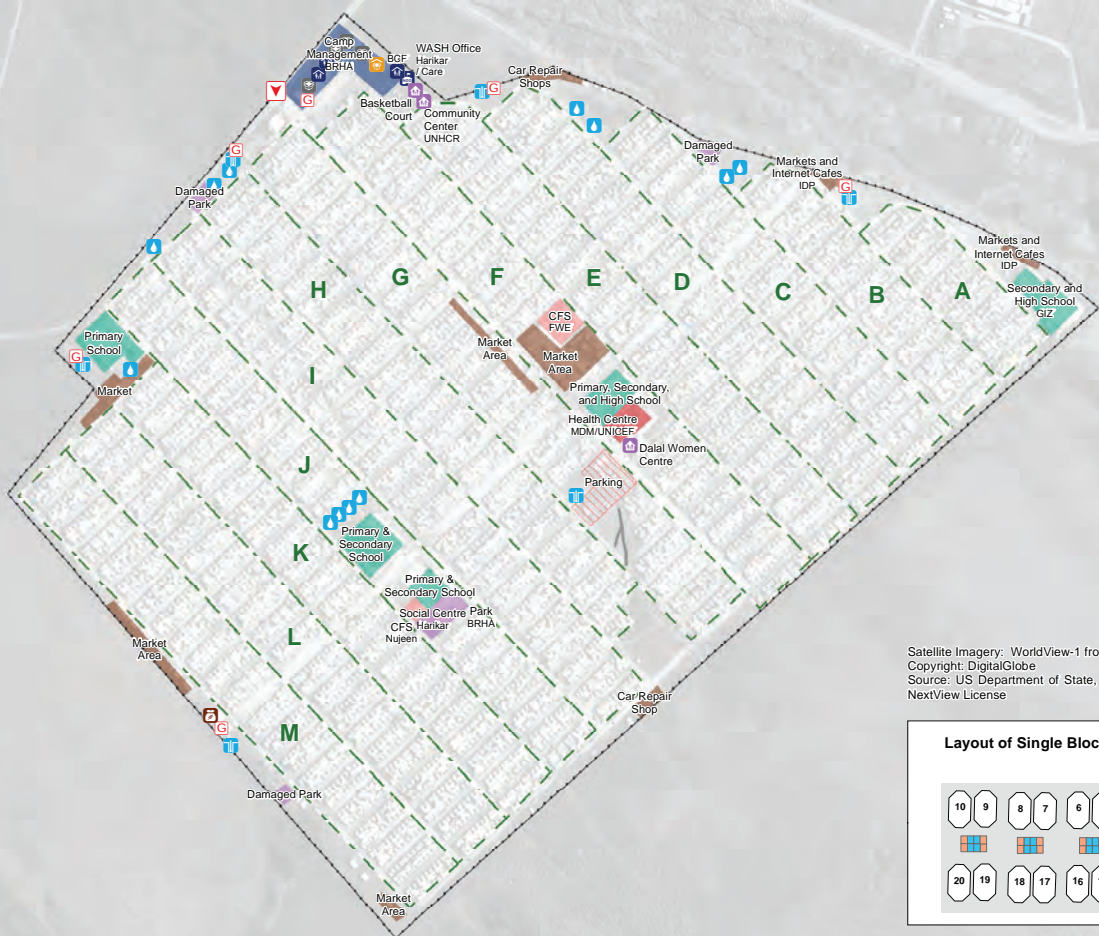 Camp
Management
BRHA
BCF
WASH Office
Harikar
/ Care
G
Basketball
Court
Community
Center
UNHCR
G
Car Repair
Shops
G
Damaged
Park
Damaged
Park
Markets and
Internet Cafes
IDP
G
Markets and
Internet Cafes
IDP
Secondary and
High School
GIZ
H
G
F
E
D
C
B
A
CFS
FWE
Market
Area
Market
Area
Primary
School
G
Market
I
Primary, Secondary,
and High School
Health Centre
MDM/UNICEF
Dalal Women
Centre
Parking
J
K
Primary &
Secondary
School
Primary &
Secondary School
Social Centre
Harikar
Park
BRHA
CFS
Nujeen
L
Market
Area
G
M
Damaged Park
Car Repair
Shop
Market
Area
Satellite Imagery: WorldView-1 fro
Copyright: DigitalGlobe
Source: US Department of State,
NextView License
Layout of Single Bloc
10 9 8 7 6
20 19 18 17 16